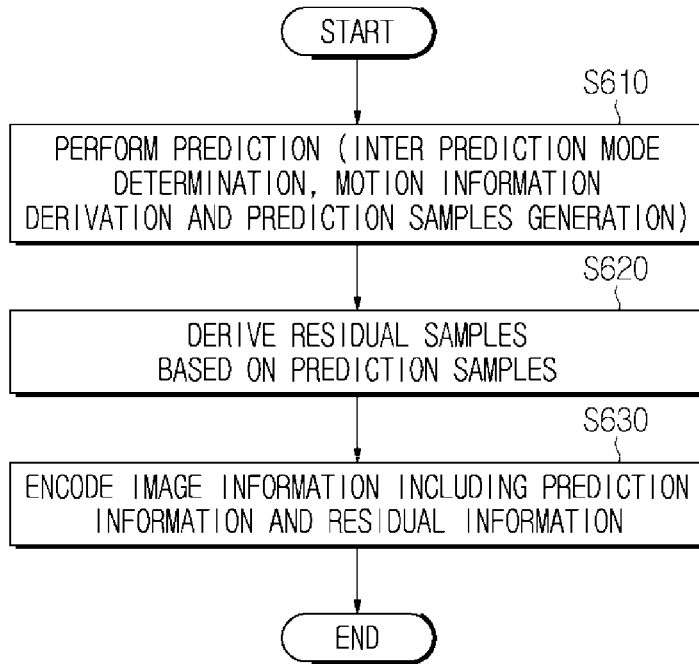 START
S610
PERFORM PREDICTION (INTER PREDICTION MODE
DETERMINATION, MOTION INFORMATION
DERIVATION AND PREDICTION SAMPLES GENERATION)
S620
DERIVE RESIDUAL SAMPLES
BASED ON PREDICTION SAMPLES
S630
ENCODE IMAGE INFORMATION INCLUDING PREDICTION
INFORMATION AND RESIDUAL INFORMATION
END